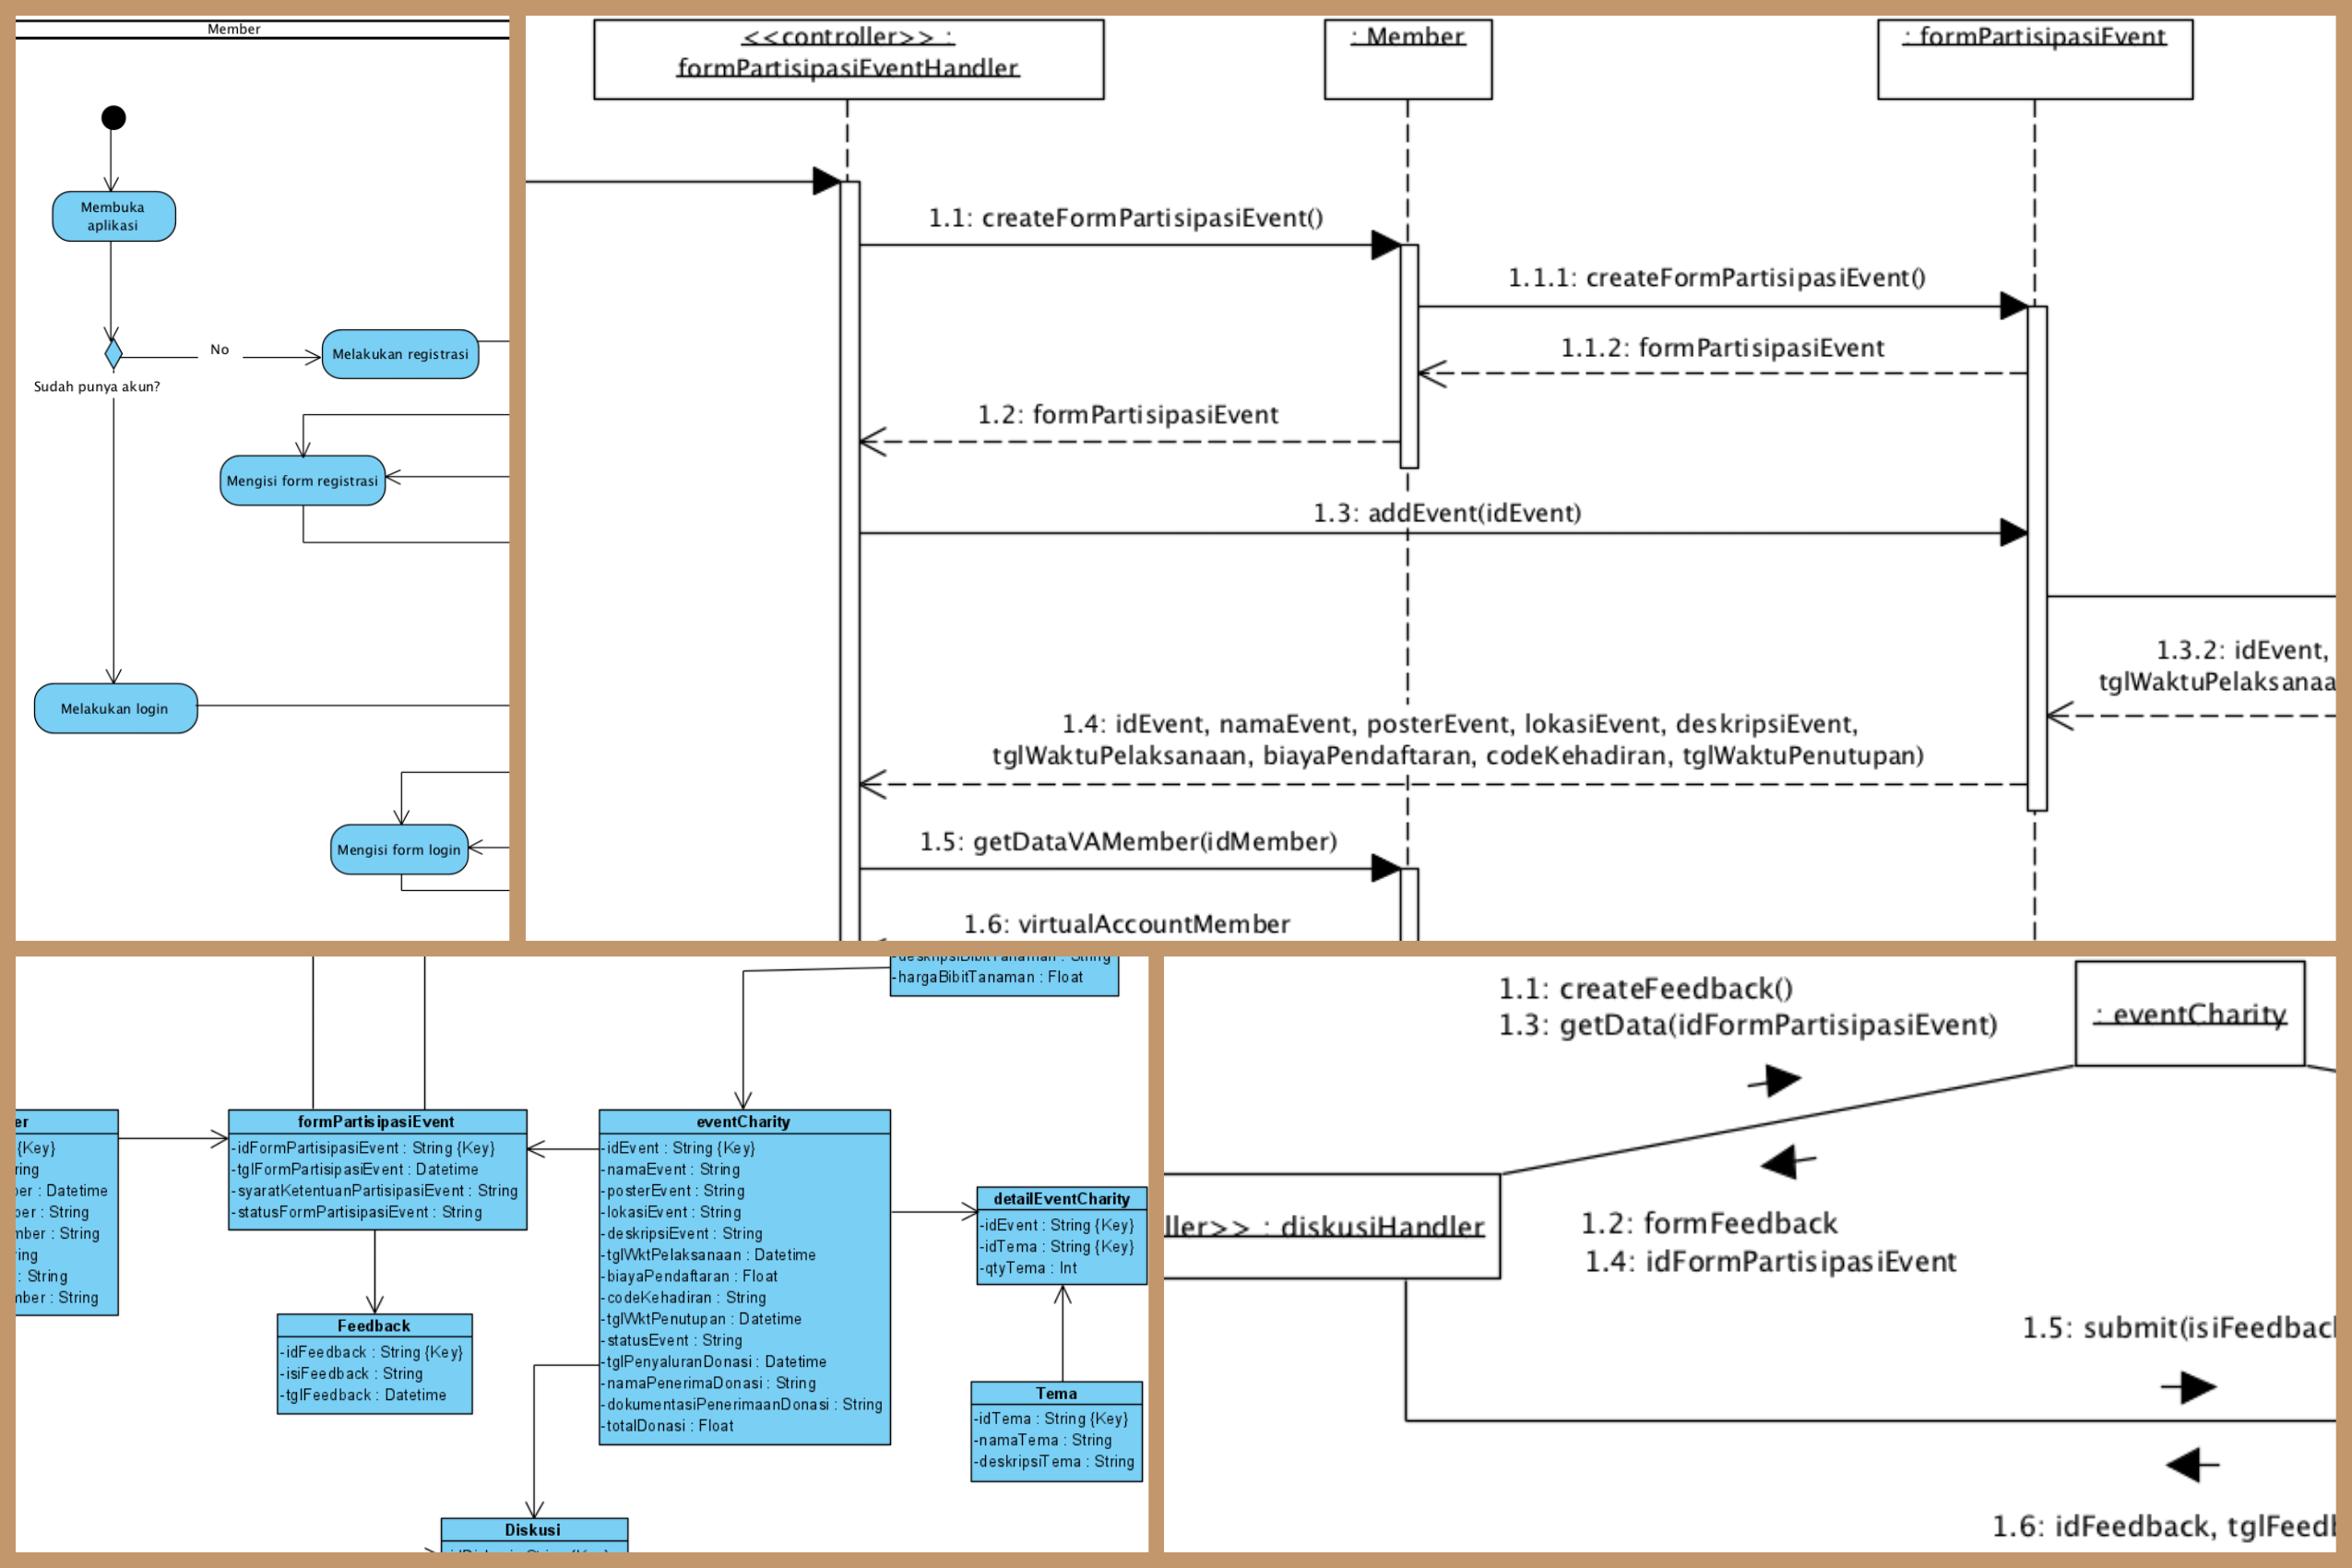 Member
Membuka
aplikasi
No
Melakukan registrasi
Sudah punya akun?
Mengisi form registrasi
Melakukan login
Mengisi form login
<<controller>> :
formPartisipasiEventHandler
: Member
: formPartisipasiEvent
1.1: createFormPartisipasiEvent()
1.1.1: createFormPartisipasiEvent()
1.1.2: formPartisipasiEvent
1.2: formPartisipasiEvent
1.3: addEvent(idEvent)
1.3.2: idEvent,
tglWaktuPelaksanaa
1.4: idEvent, namaEvent, posterEvent, lokasiEvent, deskripsiEvent,
tglWaktuPelaksanaan, biayaPendaftaran, codeKehadiran, tglWaktuPenutupan)
1.5: getDataVAMember(idMember)
1.6: virtualAccountMember
-deskripsiBibitTanaman : String
-hargaBibitTanaman : Float
er
{Key}
ring
ber : Datetime
ber : String
mber : String
ring
: String
mber : String
formPartisipasiEvent
-idFormPartisipasiEvent : String {Key}
-tglFormPartisipasiEvent : Datetime
-syaratKetentuanPartisipasiEvent : String
-statusFormPartisipasiEvent : String
Feedback
-idFeedback : String {Key}
-isiFeedback : String
-tglFeedback : Datetime
eventCharity
-idEvent : String {Key}
-namaEvent : String
-posterEvent : String
-lokasiEvent : String
-deskripsiEvent : String
-tglWktPelaksanaan : Datetime
-biayaPendaftaran : Float
-codeKehadiran : String
-tglWktPenutupan : Datetime
-statusEvent : String
-tglPenyaluranDonasi : Datetime
-namaPenerimaDonasi : String
-dokumentasiPenerimaanDonasi : String
-totalDonasi : Float
detailEventCharity
-idEvent : String {Key}
-idTema : String {Key}
-qtyTema : Int
Tema
-idTema : String {Key}
-namaTema : String
-deskripsiTema : String
Diskusi
1.1: createFeedback()
1.3: getData(idFormPartisipasiEvent)
: eventCharity
ller>> : diskusiHandler
1.2: formFeedback
1.4: idFormPartisipasiEvent
1.5: submit(isiFeedbac
1.6: idFeedback, tglFeed